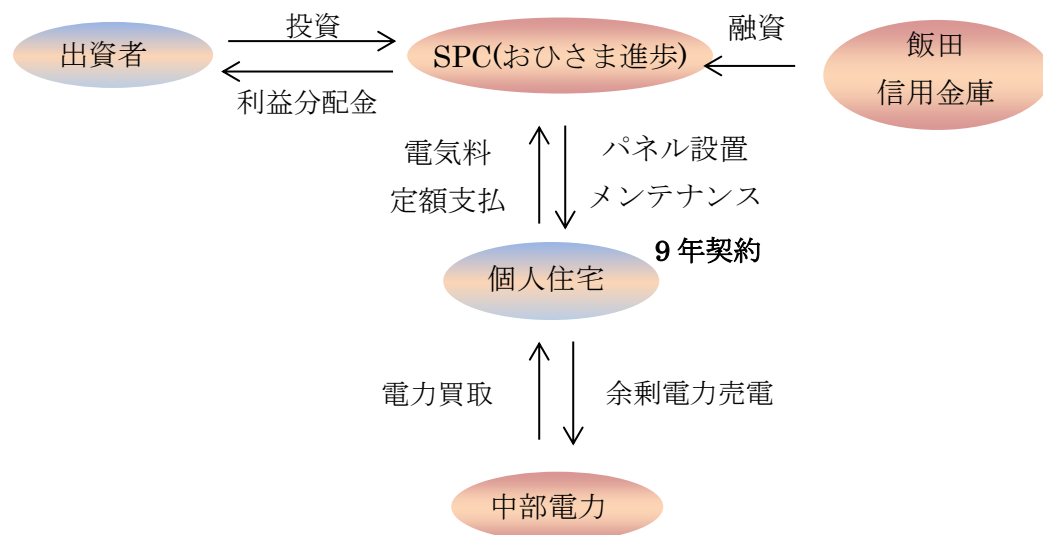 出資者
投資
利益分配金
SPC(おひさま進歩)
融資
飯田
信用金庫
電気料
定額支払
パネル設置
メンテナンス
9 年契約
個人住宅
電力買取
余剰電力売電
中部電力